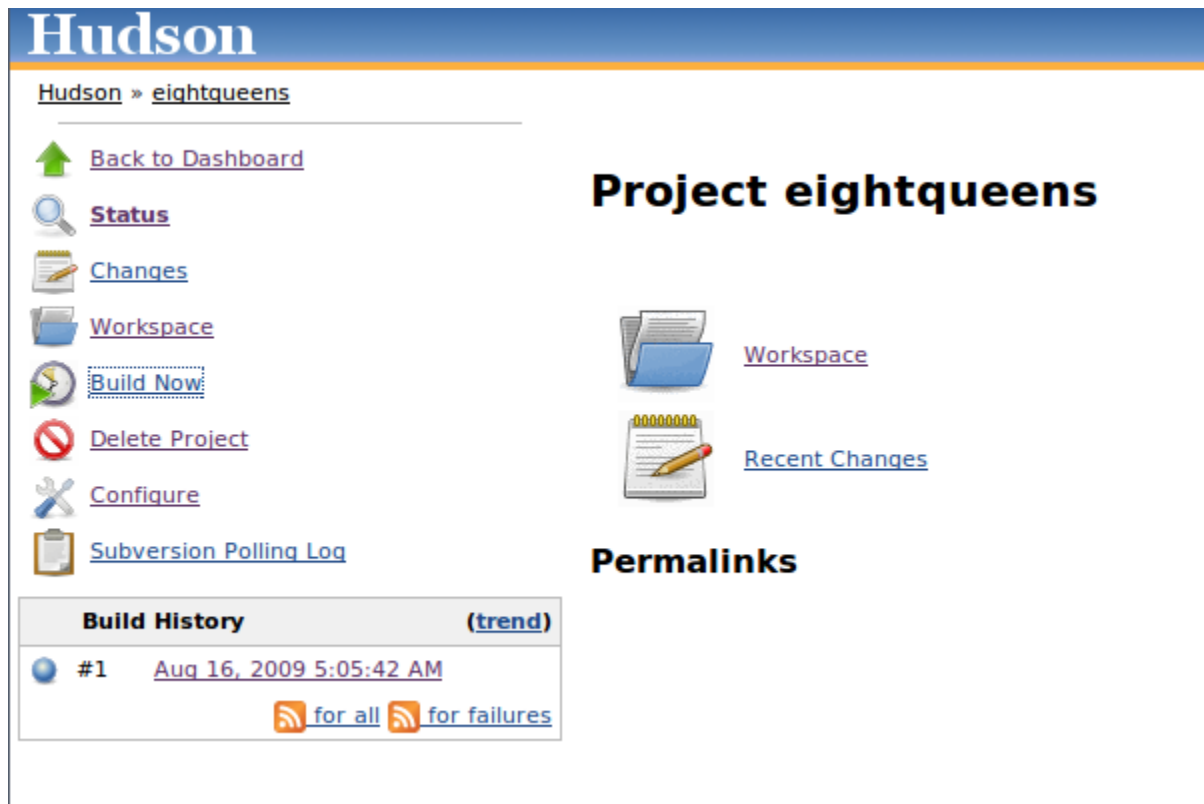 Hudson
Hudson » eightqueens
Back to Dashboard
Status
Changes
Workspace
Build Now
Delete Project
Configure
Subversion Polling Log
Build History (trend)
#1 Aug 16, 2009 5:05:42 AM
for all for failures
Project eightqueens
Workspace
Recent Changes
Permalinks